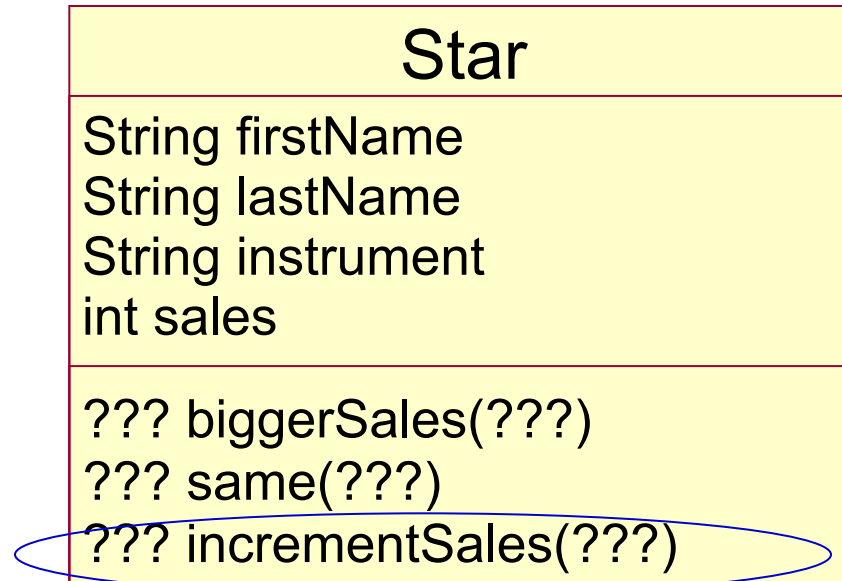 Star
String firstName
String lastName
String instrument
int sales
??? biggerSales(???)
??? same(???)
??? incrementSales(???)